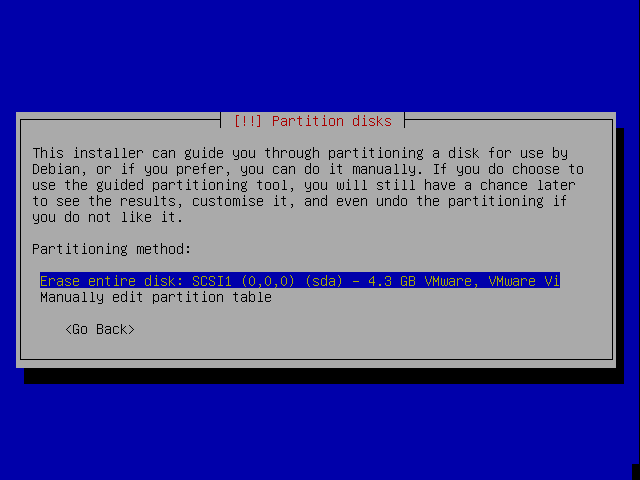 [!!] Partition disks
This installer can guide you through partitioning a disk for use by
Debian, or if you prefer, you can do it manually. If you do choose to
use the guided partitioning tool, you will still have a chance later
to see the results, customise it, and even undo the partitioning if
you do not like it.
Partitioning method:
Erase entire disk: SCSI1 (0,0,0) (sda) - 4.3 GB VMware, VMware Vi
Manually edit partition table
<Go Back>